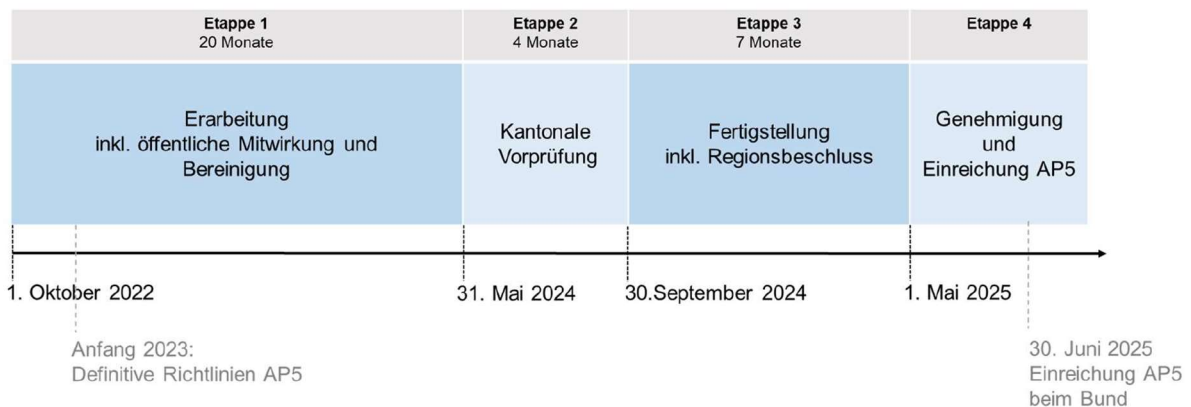 Etappe 1
20 Monate
Etappe 2
4 Monate
Etappe 3
7 Monate
Etappe 4
Erarbeitung
inkl. öffentliche Mitwirkung und
Bereinigung
Kantonale
Vorprüfung
Fertigstellung
inkl. Regionsbeschluss
Genehmigung
und
Einreichung AP5
1. Oktober 2022
31. Mai 2024
30.September 2024
1. Mai 2025
Anfang 2023:
Definitive Richtlinien AP5
30. Juni 2025
Einreichung AP5
beim Bund